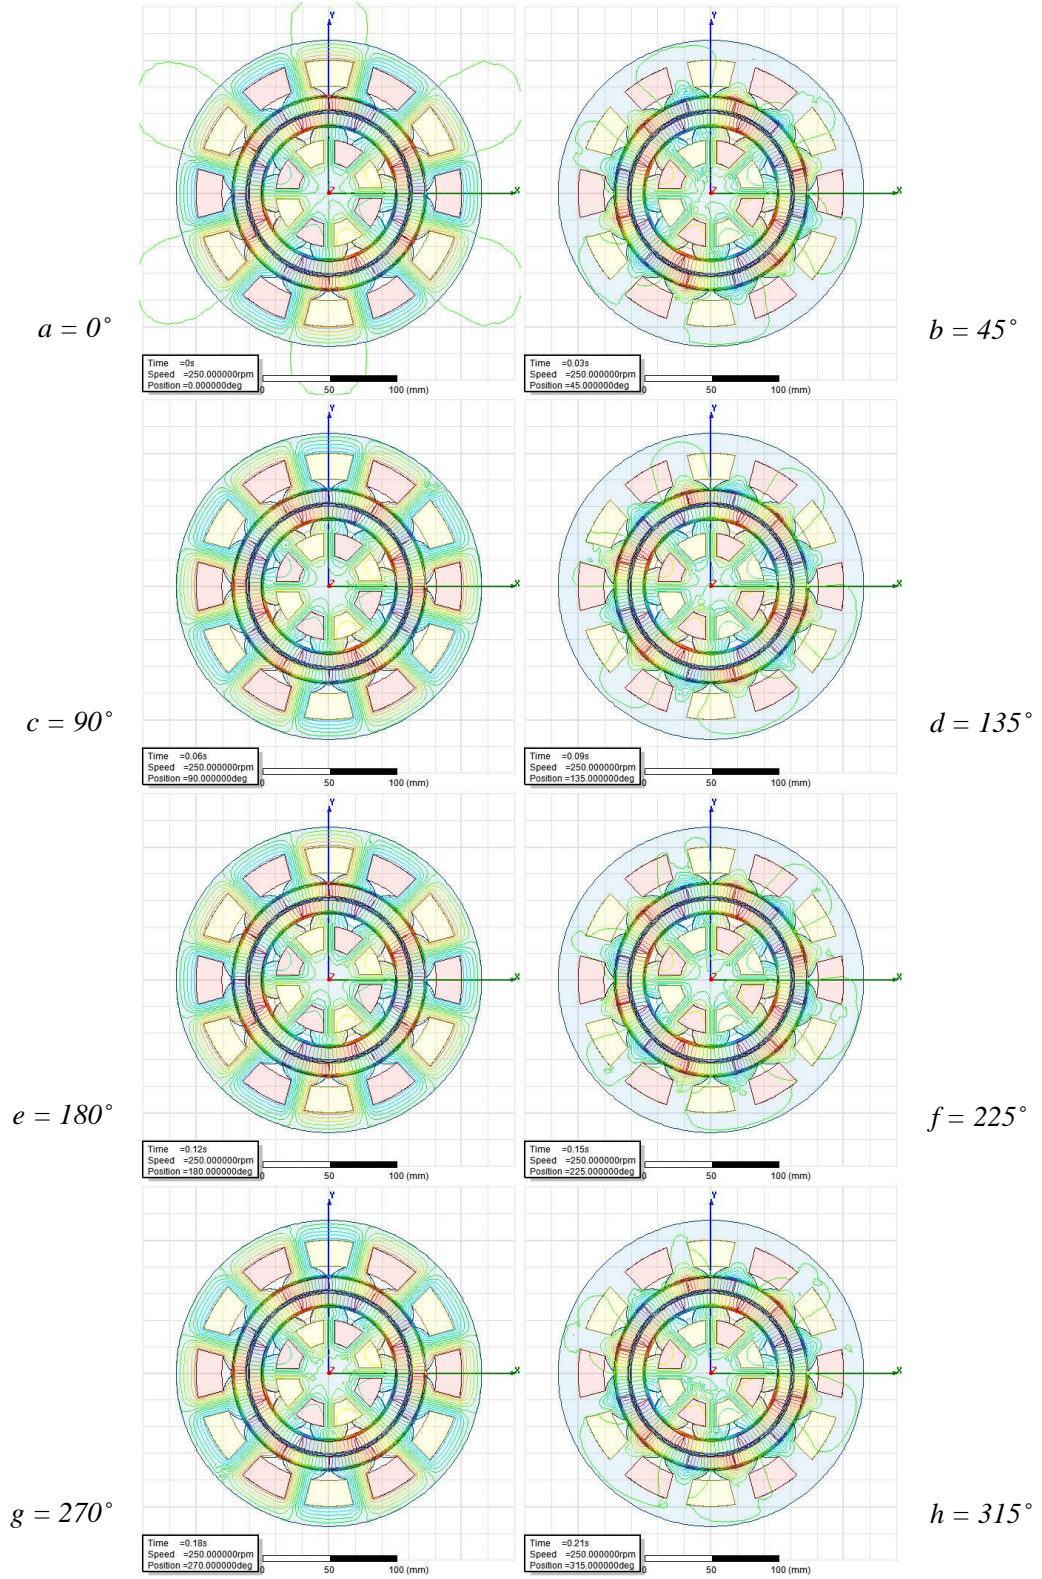 Y
X
Z
a = 0°
Time =0s
Speed =250.000000rpm
Position =0.000000deg
0 50 100 (mm)
Y
X
Z
b = 45°
Time =0.03s
Speed =250.000000rpm
Position =45.000000deg
0 50 100 (mm)
Y
X
Z
c = 90°
Time =0.06s
Speed =250.000000rpm
Position =90.000000deg
0 50 100 (mm)
Y
X
Z
d = 135°
Time =0.09s
Speed =250.000000rpm
Position =135.000000deg
0 50 100 (mm)
Y
X
Z
e = 180°
Time =0.12s
Speed =250.000000rpm
Position =180.000000deg
0 50 100 (mm)
Y
X
Z
f = 225°
Time =0.15s
Speed =250.000000rpm
Position =225.000000deg
0 50 100 (mm)
Y
X
Z
g = 270°
Time =0.18s
Speed =250.000000rpm
Position =270.000000deg
0 50 100 (mm)
Y
X
Z
h = 315°
Time =0.21s
Speed =250.000000rpm
Position =315.000000deg
0 50 100 (mm)